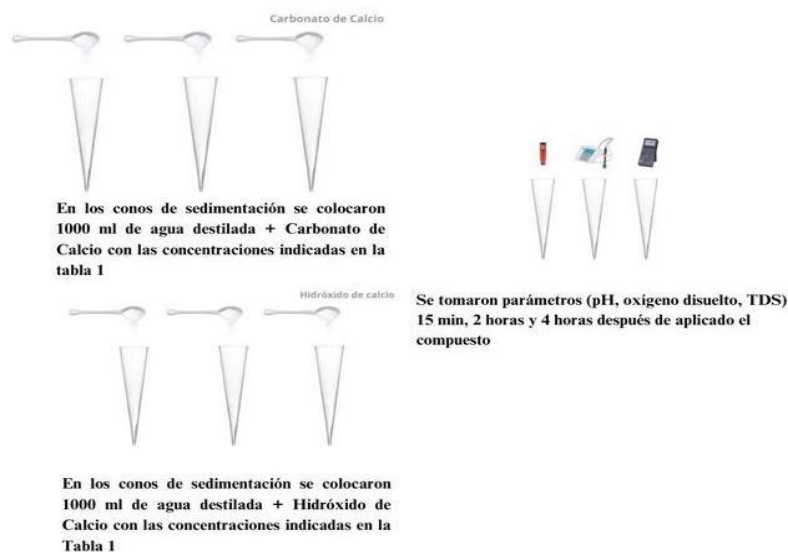 Carbonato de Calcio
En los conos de sedimentación se colocaron
1000 ml de agua destilada + Carbonato de
Calcio con las concentraciones indicadas en la
tabla 1
Hidróxido de calcio
En los conos de sedimentación se colocaron
1000 ml de agua destilada + Hidróxido de
Calcio con las concentraciones indicadas en la
Tabla 1
Se tomaron parámetros (pH, oxígeno disuelto, TDS)
15 min, 2 horas y 4 horas después de aplicado el
compuesto